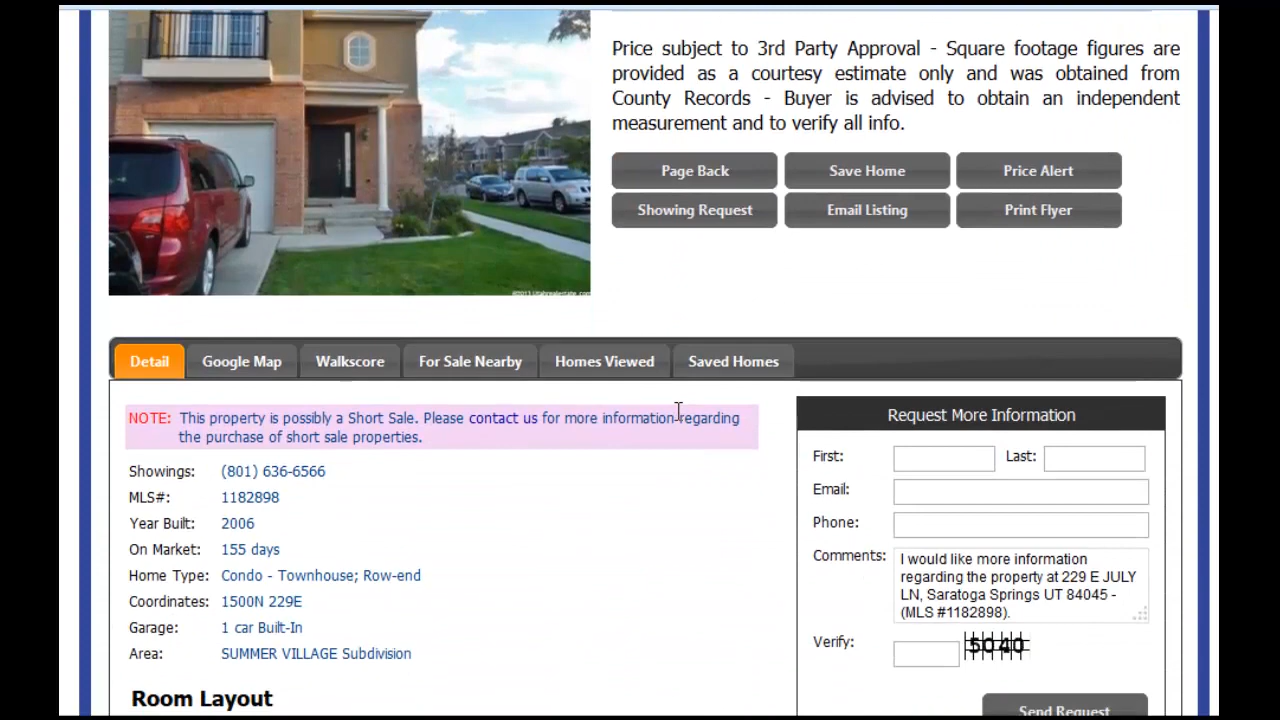 Price subject to 3rd Party Approval - Square footage figures are
provided as a courtesy estimate only and was obtained from
County Records - Buyer is advised to obtain an independent
measurement and to verify all info.
Page Back
Save Home
Price Alert
Showing Request
Email Listing
Print Flyer
©2013 Utahrealestate.com
Detail
Google Map
Walkscore
For Sale Nearby
Homes Viewed
Saved Homes
NOTE: This property is possibly a Short Sale. Please contact us for more information regarding
the purchase of short sale properties.
Showings: (801) 636-6566
MLS#: 1182898
Year Built: 2006
On Market: 155 days
Home Type: Condo - Townhouse; Row-end
Coordinates: 1500N 229E
Garage: 1 car Built-In
Area: SUMMER VILLAGE Subdivision
Room Layout
Request More Information
First:
Last:
Email:
Phone:
Comments:
I would like more information
regarding the property at 229 E JULY
LN, Saratoga Springs UT 84045 -
(MLS #1182898).
Verify:
5040
Send Request